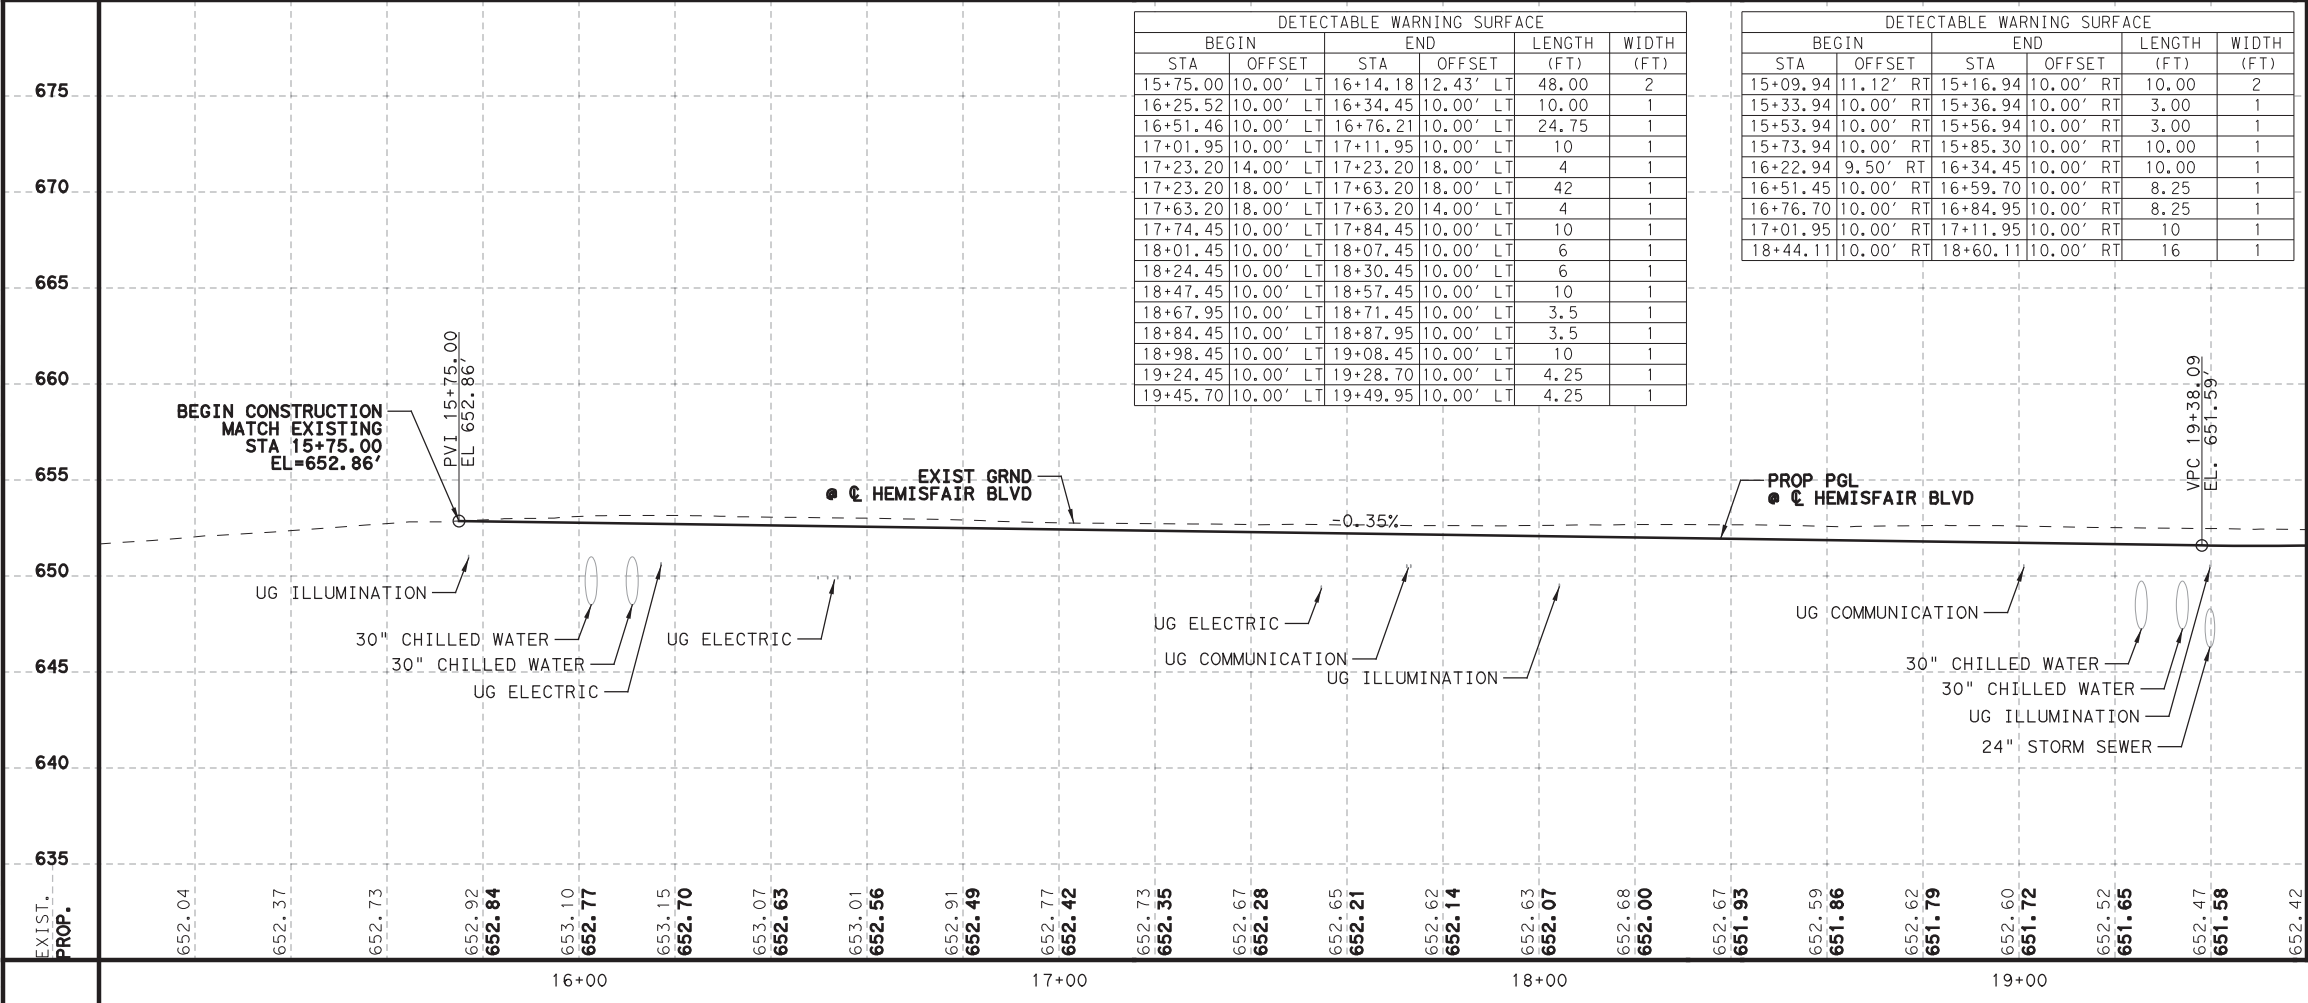 DETECTABLE WARNING SURFACE
BEGIN END LENGTH WIDTH
STA OFFSET STA OFFSET (FT) (FT)
15+75.00 10.00' LT 16+14.18 12.43' LT 48.00 2
16+25.52 10.00' LT 16+34.45 10.00' LT 10.00 1
16+51.46 10.00' LT 16+76.21 10.00' LT 24.75 1
17+01.95 10.00' LT 17+11.95 10.00' LT 10 1
17+23.20 14.00' LT 17+23.20 18.00' LT 4 1
17+23.20 18.00' LT 17+63.20 18.00' LT 42 1
17+63.20 18.00' LT 17+63.20 14.00' LT 4 1
17+74.45 10.00' LT 17+84.45 10.00' LT 10 1
18+01.45 10.00' LT 18+07.45 10.00' LT 6 1
18+24.45 10.00' LT 18+30.45 10.00' LT 6 1
18+47.45 10.00' LT 18+57.45 10.00' LT 10 1
18+67.95 10.00' LT 18+71.45 10.00' LT 3.5 1
18+84.45 10.00' LT 18+87.95 10.00' LT 3.5 1
18+98.45 10.00' LT 19+08.45 10.00' LT 10 1
19+24.45 10.00' LT 19+28.70 10.00' LT 4.25 1
19+45.70 10.00' LT 19+49.95 10.00' LT 4.25 1
DETECTABLE WARNING SURFACE
BEGIN END LENGTH WIDTH
STA OFFSET STA OFFSET (FT) (FT)
15+09.94 11.12' RT 15+16.94 10.00' RT 10.00 2
15+33.94 10.00' RT 15+36.94 10.00' RT 3.00 1
15+53.94 10.00' RT 15+56.94 10.00' RT 3.00 1
15+73.94 10.00' RT 15+85.30 10.00' RT 10.00 1
16+22.94 9.50' RT 16+34.45 10.00' RT 10.00 1
16+51.45 10.00' RT 16+59.70 10.00' RT 8.25 1
16+76.70 10.00' RT 16+84.95 10.00' RT 8.25 1
17+01.95 10.00' RT 17+11.95 10.00' RT 10 1
18+44.11 10.00' RT 18+60.11 10.00' RT 16 1
675
670
665
660
655
650
645
640
635
BEGIN CONSTRUCTION
MATCH EXISTING
STA 15+75.00
EL=652.86'
PVI 15+75.00
EL 652.86'
EXIST GRND
@ ℄ HEMISFAIR BLVD
-0.35%
PROP PGL
@ ℄ HEMISFAIR BLVD
VPC 19+38.09
EL. 651.59'
UG ILLUMINATION
30" CHILLED WATER
30" CHILLED WATER
UG ELECTRIC
UG ELECTRIC
UG ELECTRIC
UG COMMUNICATION
UG ILLUMINATION
UG COMMUNICATION
30" CHILLED WATER
30" CHILLED WATER
UG ILLUMINATION
24" STORM SEWER
EXIST.
PROP.
652.04
652.37
652.73
652.92
652.84
653.10
652.77
653.15
652.70
653.07
652.63
653.01
652.56
652.91
652.49
652.77
652.42
652.73
652.35
652.67
652.28
652.65
652.21
652.62
652.14
652.63
652.07
652.68
652.00
652.67
651.93
652.59
651.86
652.62
651.79
652.60
651.72
652.52
651.65
652.47
651.58
652.42
16+00
17+00
18+00
19+00